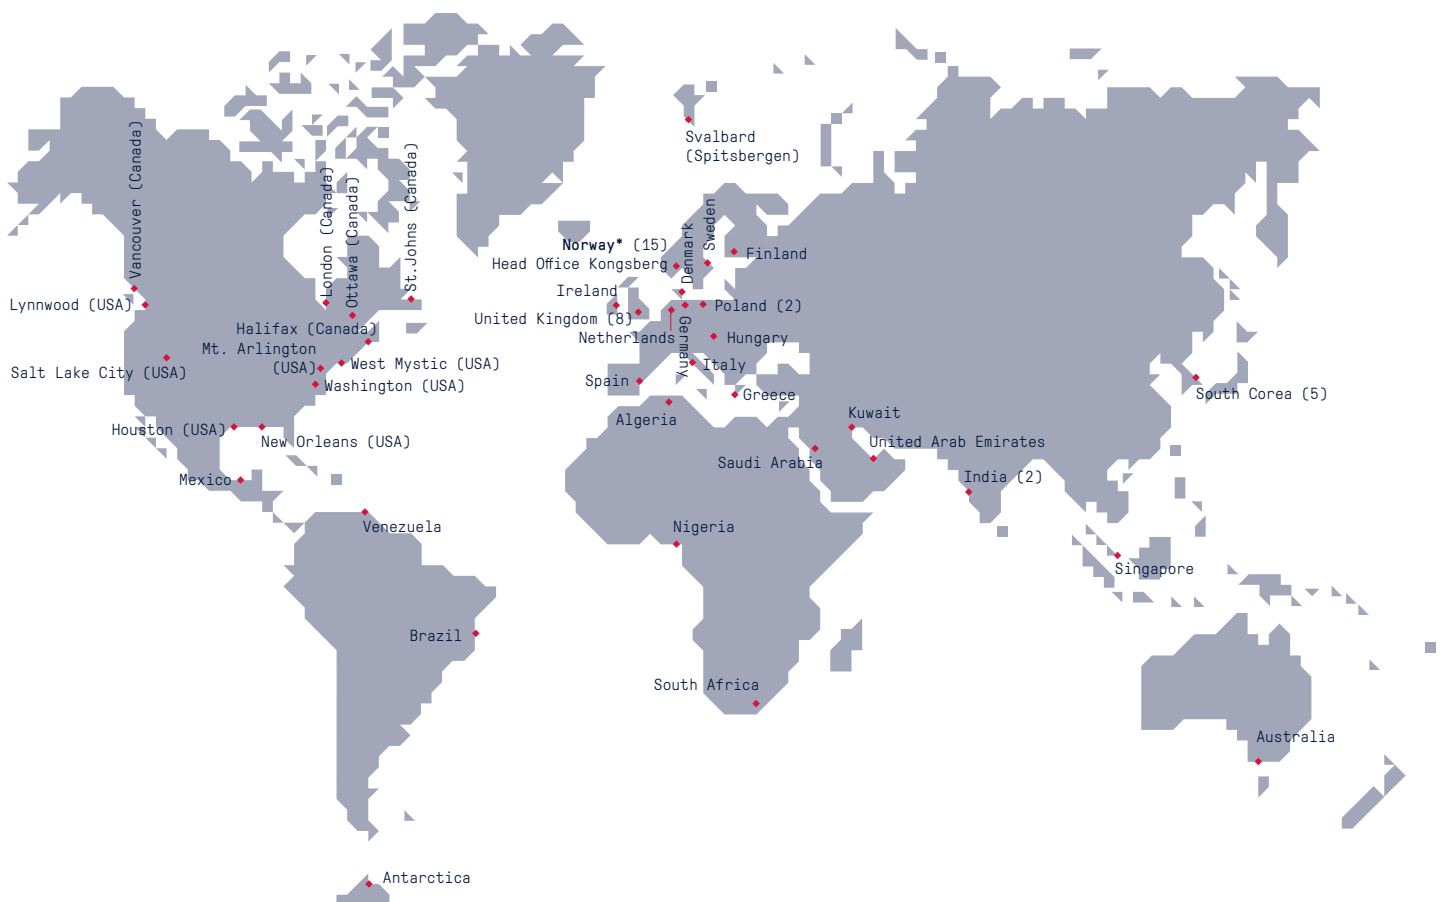 Vancouver (Canada)
London (Canada)
Ottawa (Canada)
St.Johns (Canada)
Lynnwood (USA)
Halifax (Canada)
Mt. Arlington
(USA)
West Mystic (USA)
Salt Lake City (USA)
Washington (USA)
Houston (USA)
New Orleans (USA)
Mexico
Venezuela
Brazil
Antarctica
Svalbard
(Spitsbergen)
Norway* (15)
Head Office Kongsberg
Denmark
Sweden
Finland
Ireland
United Kingdom (8)
Netherlands
Germany
Poland (2)
Hungary
Italy
Spain
Greece
Algeria
Kuwait
United Arab Emirates
Saudi Arabia
India (2)
Nigeria
South Africa
South Corea (5)
Singapore
Australia